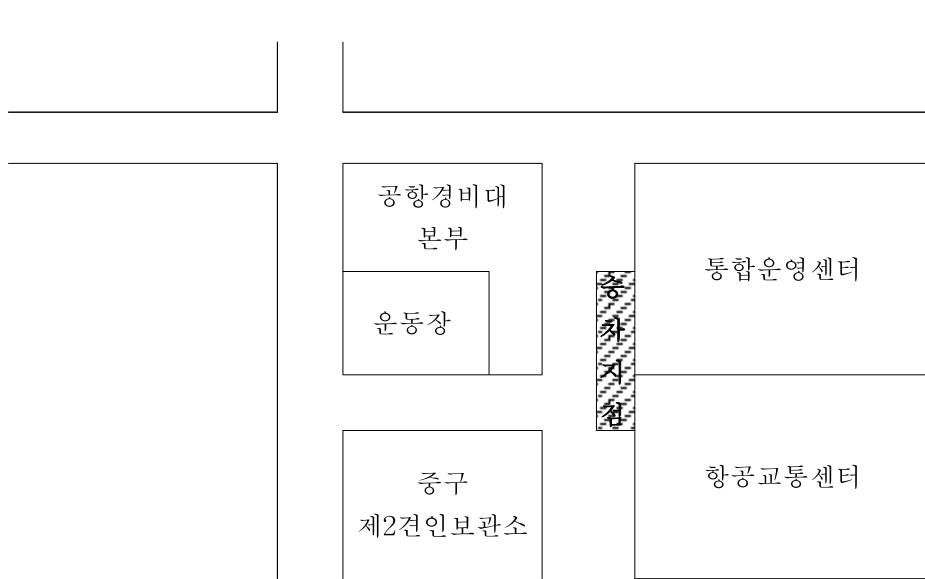 공항경비대
본부
통합운영센터
운동장
승
차
지
점
항공교통센터
중구
제2견인보관소